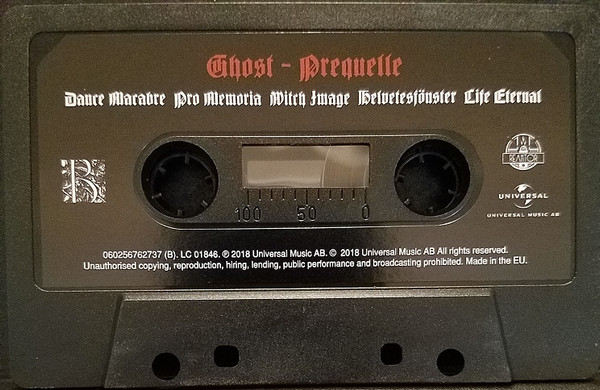 Ghost - Prequelle
Dance Macabre Pro Memoria Witch Image Helvetesfönster Life Eternal
B
REAKTOR
UNIVERSAL
UNIVERSAL MUSIC AB
100 50 0
060256762737 (B). LC 01846. ℗ 2018 Universal Music AB. © 2018 Universal Music AB All rights reserved.
Unauthorised copying, reproduction, hiring, lending, public performance and broadcasting prohibited. Made in the EU.